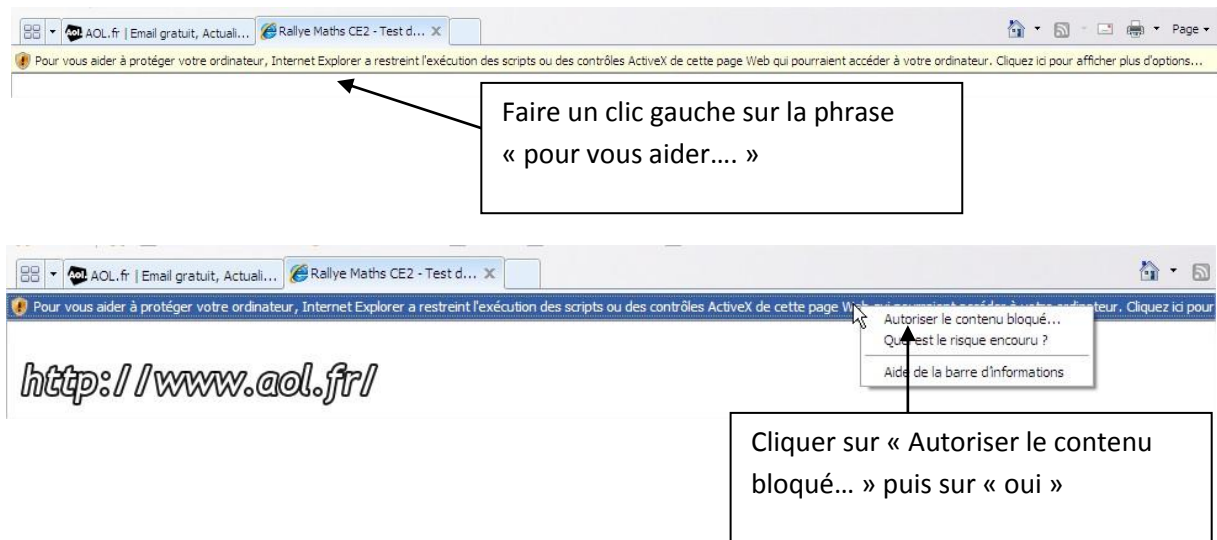 AOL.fr | Email gratuit, Actuali... Rallye Maths CE2 - Test d... X Page
Pour vous aider à protéger votre ordinateur, Internet Explorer a restreint l'exécution des scripts ou des contrôles ActiveX de cette page Web qui pourraient accéder à votre ordinateur. Cliquez ici pour afficher plus d'options...
Faire un clic gauche sur la phrase
« pour vous aider.... »
AOL.fr | Email gratuit, Actuali... Rallye Maths CE2 - Test d... X
Pour vous aider à protéger votre ordinateur, Internet Explorer a restreint l'exécution des scripts ou des contrôles ActiveX de cette page teur. Cliquez ici pour
Autoriser le contenu bloqué...
est le risque encouru ?
Aide de la barre d'informations
http://www.aol.fr/
Cliquer sur « Autoriser le contenu
bloqué... » puis sur « oui »